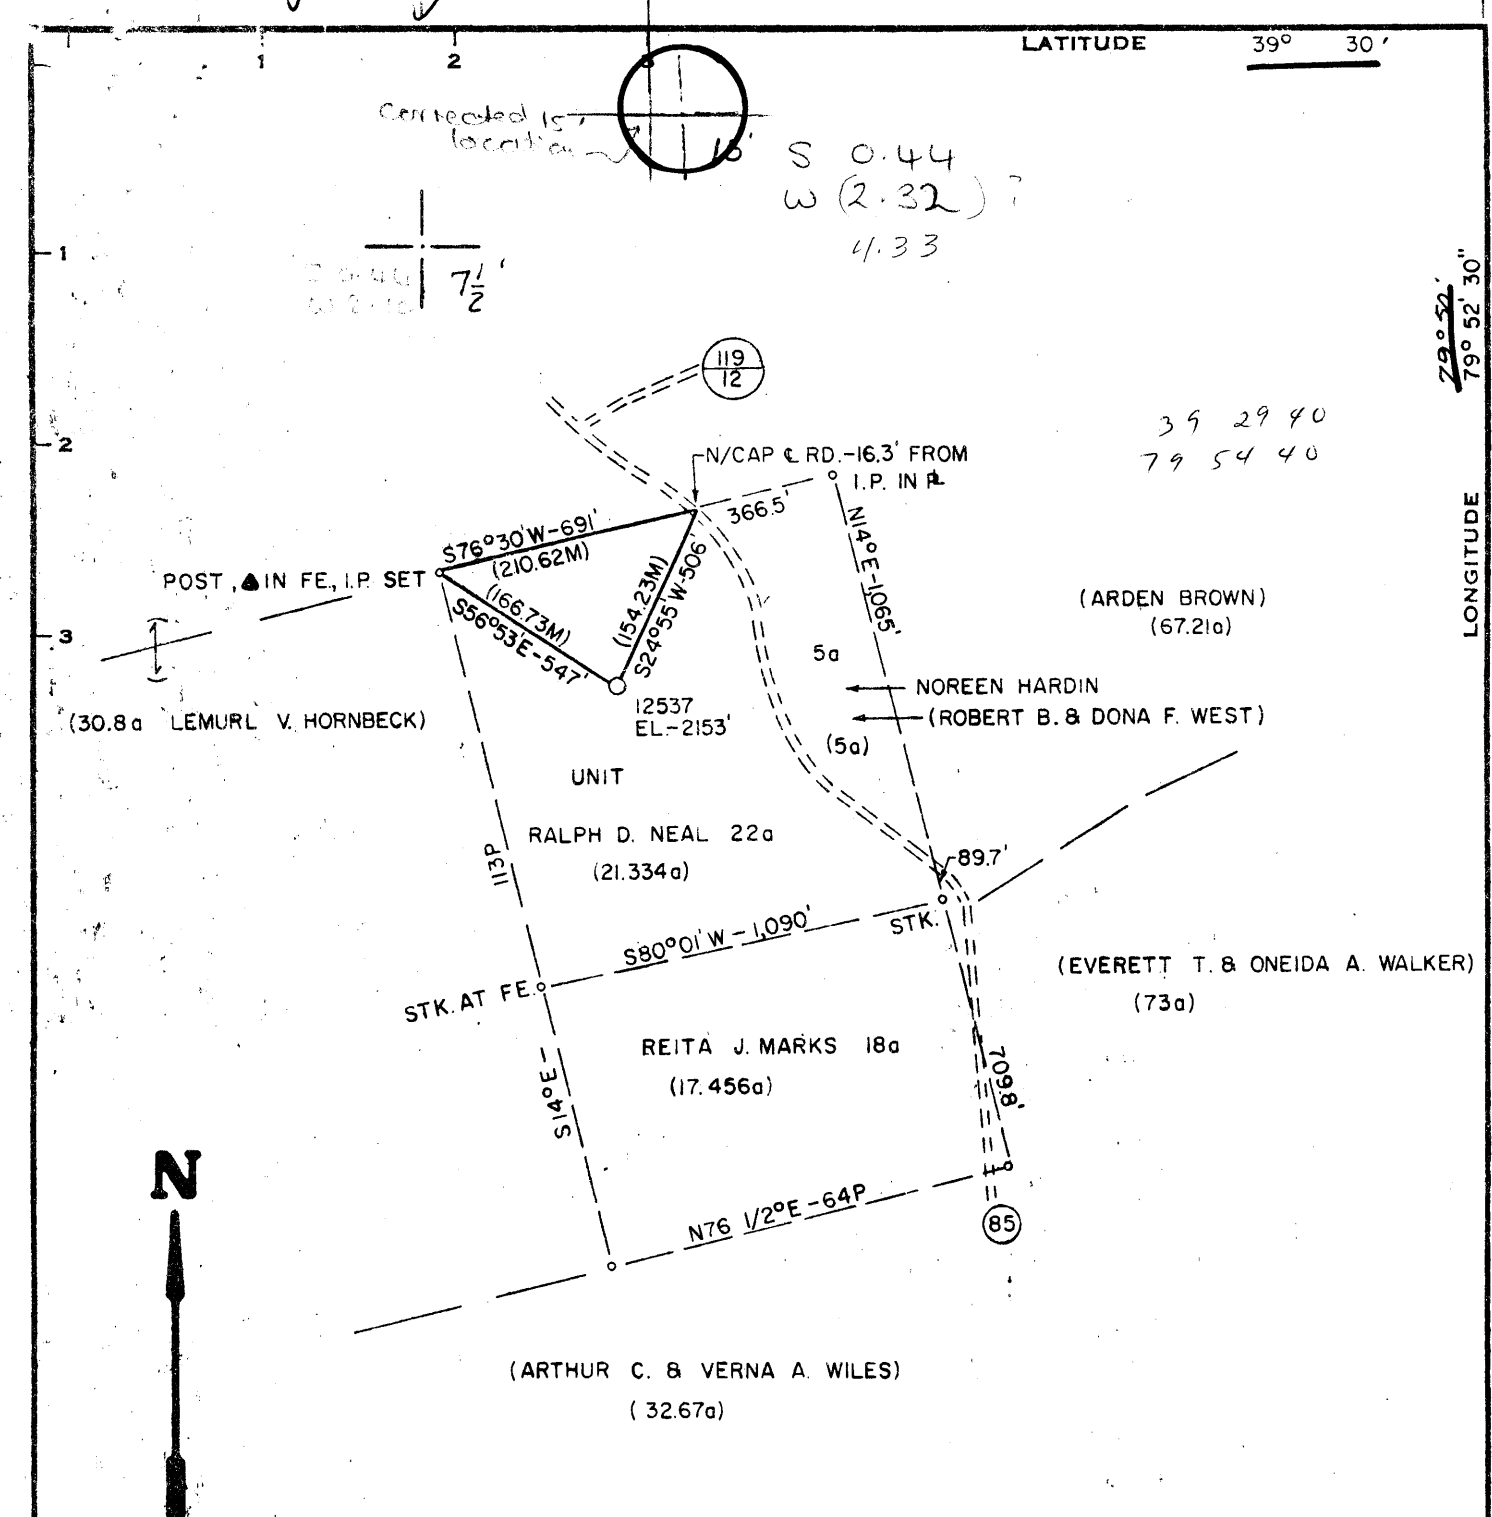 LATITUDE 39° 30'
1 2
Corrected 15'
location
15'
S 0.44
W (2.32) ?
4.33
1
S 0.44
7 1/2'
79° 52'
79° 52' 30"
119
12
39 29 40
79 54 40
2
N/CAP ℄ RD.-16.3' FROM
I.P. IN ⅊
366.5'
S76°30'W-691'
(210.62M)
POST, ▲ IN FE., I.P. SET
(166.73M)
S56°53'E-547'
(154.23M)
S24°55'W-506'
N14°E-1,065'
LONGITUDE
(ARDEN BROWN)
(67.21a)
3
5a
NOREEN HARDIN
(30.8a LEMURL V. HORNBECK)
12537
EL.-2153'
(ROBERT B. & DONA F. WEST)
(5a)
UNIT
RALPH D. NEAL 22a
(21.334a)
113P
89.7'
S80°01'W-1,090'
STK.
STK. AT FE.
(EVERETT T. & ONEIDA A. WALKER)
(73a)
REITA J. MARKS 18a
(17.456a)
S14°E-
709.8'
N
N76 1/2°E-64P
85
(ARTHUR C. & VERNA A. WILES)
(32.67a)